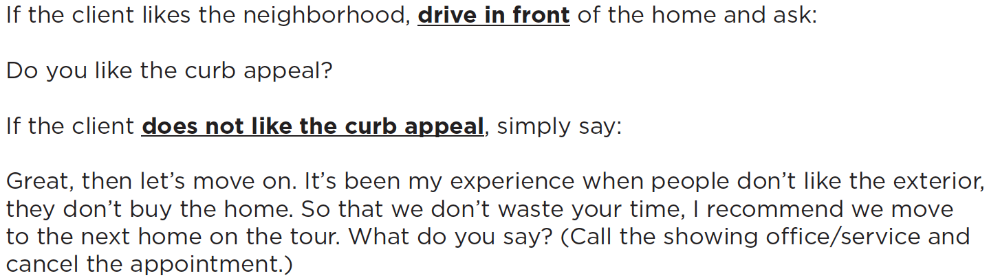 If the client likes the neighborhood, drive in front of the home and ask:
Do you like the curb appeal?
If the client does not like the curb appeal, simply say:
Great, then let’s move on. It’s been my experience when people don’t like the exterior,
they don’t buy the home. So that we don’t waste your time, I recommend we move
to the next home on the tour. What do you say? (Call the showing office/service and
cancel the appointment.)